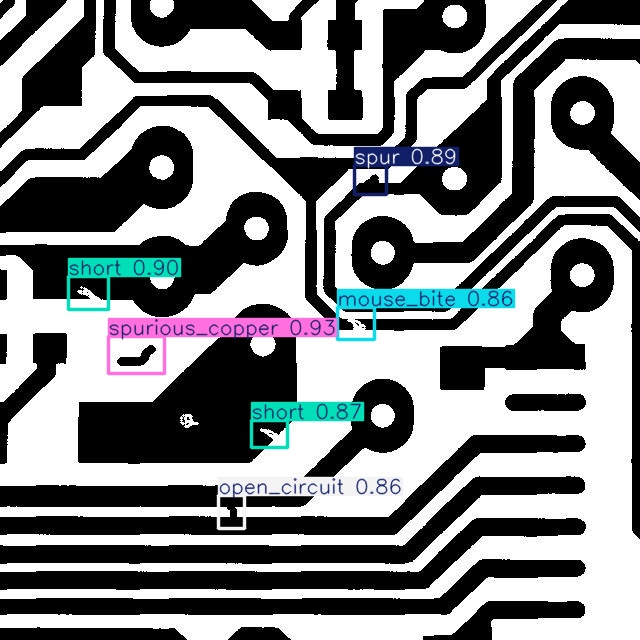 spur 0.89
short 0.90
mouse_bite 0.86
spurious_copper 0.93
short 0.87
open_circuit 0.86